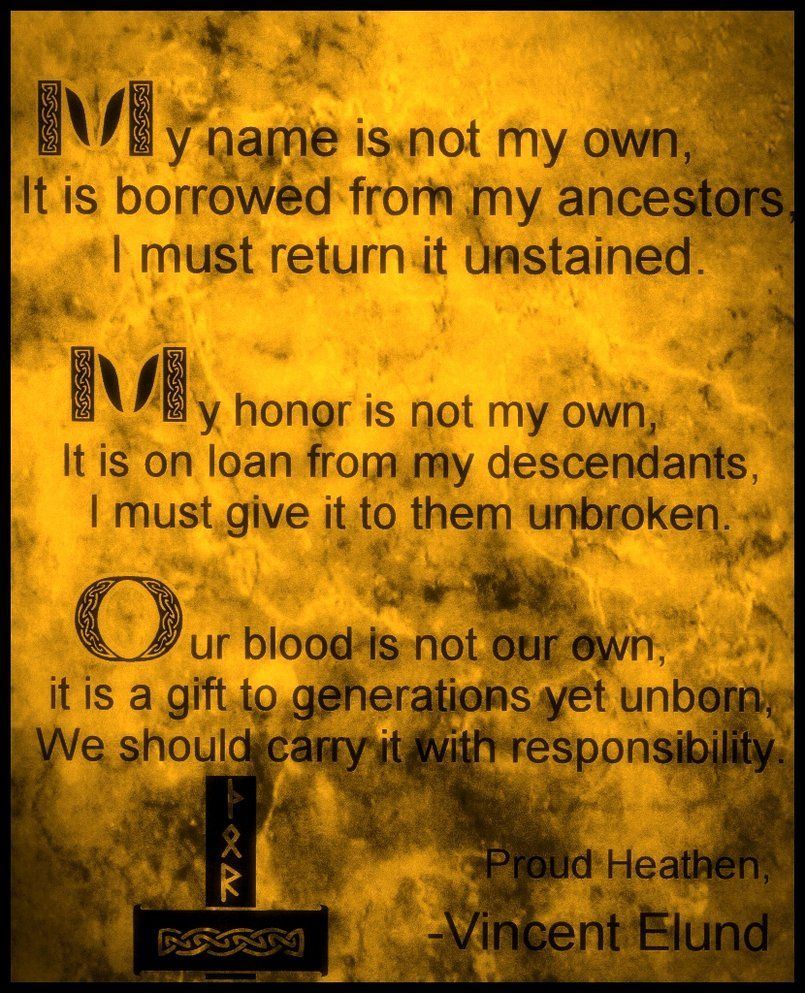 My name is not my own,
It is borrowed from my ancestors,
I must return it unstained.
My honor is not my own,
It is on loan from my descendants,
I must give it to them unbroken.
Our blood is not our own,
it is a gift to generations yet unborn,
We should carry it with responsibility.
ᚦ
ᛟ
ᚱ
Proud Heathen,
-Vincent Elund